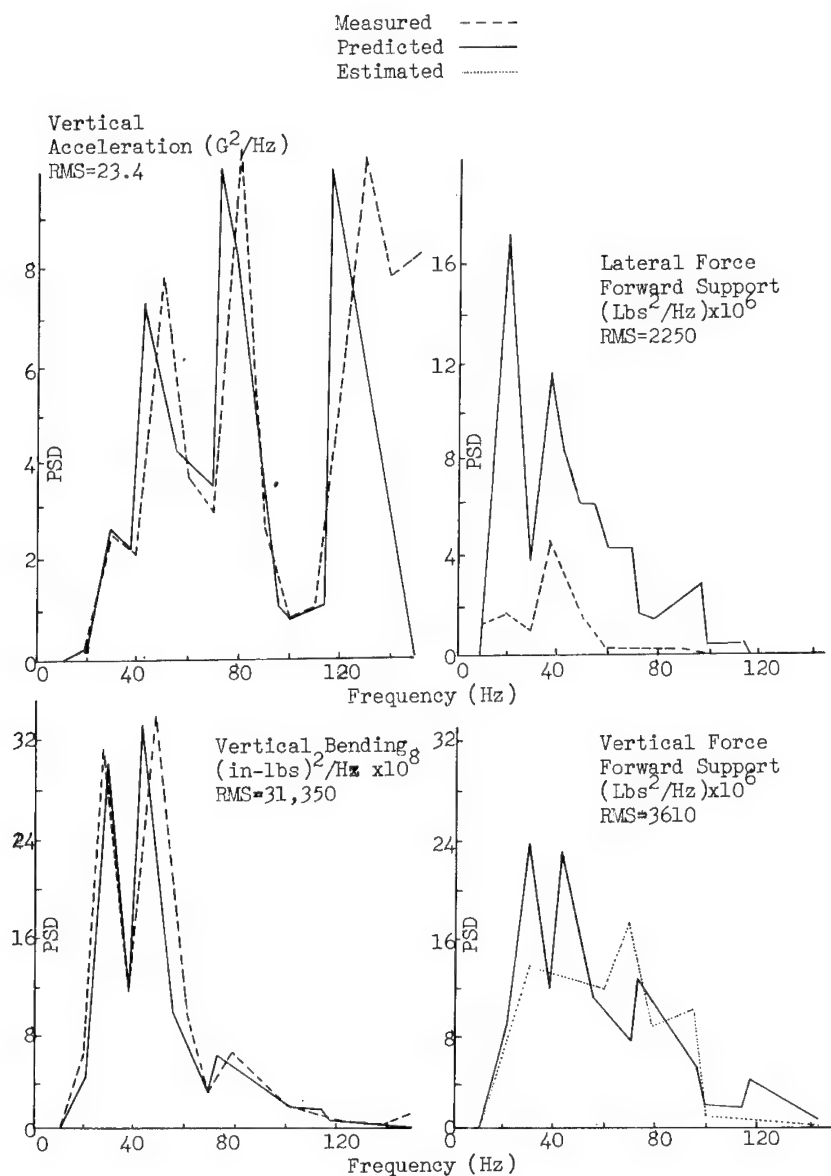 Measured
Predicted
Estimated
Vertical
Acceleration (G²/Hz)
RMS=23.4
8
6
4
2
0
PSD
0 40 80 120
Lateral Force
Forward Support
(Lbs²/Hz)x10⁶
RMS=2250
16
12
8
4
0
PSD
0 40 80 120
Frequency (Hz)
Vertical Bending
(in-lbs)²/Hz x10⁸
RMS=31,350
32
24
16
8
0
PSD
0 40 80 120
Vertical Force
Forward Support
(Lbs²/Hz)x10⁶
RMS=3610
32
24
16
8
0
PSD
0 40 80 120
Frequency (Hz)